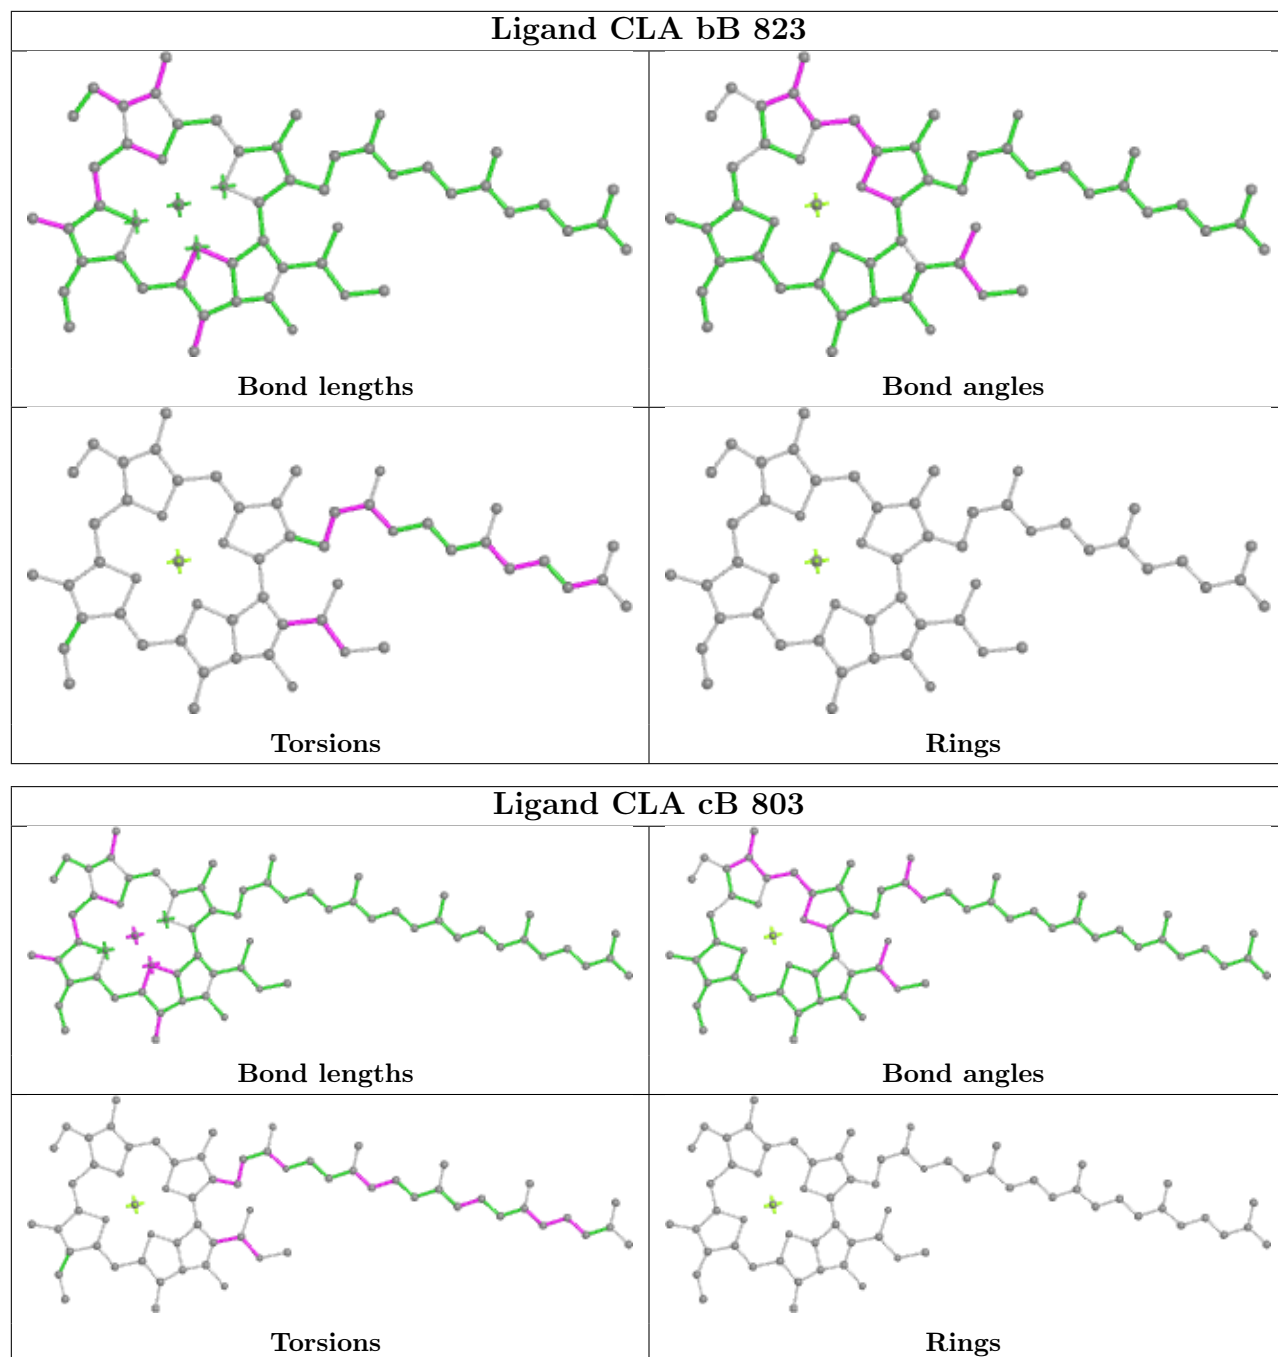 Ligand CLA bB 823
Bond lengths
Bond angles
Torsions
Rings
Ligand CLA cB 803
Bond lengths
Bond angles
Torsions
Rings